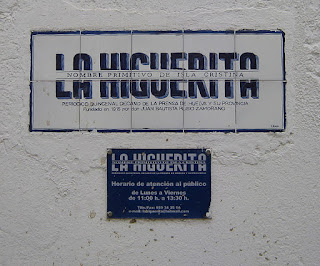 LA HIGUERITA
NOMBRE PRIMITIVO DE ISLA CRISTINA
PERIODICO QUINCENAL DECANO DE LA PRENSA DE HUELVA Y SU PROVINCIA
Fundado en 1915 por don JUAN BAUTISTA RUBIO ZAMORANO
LA HIGUERITA
Horario de atención al público
de Lunes a Viernes
de 11:00 h. a 13:30 h.